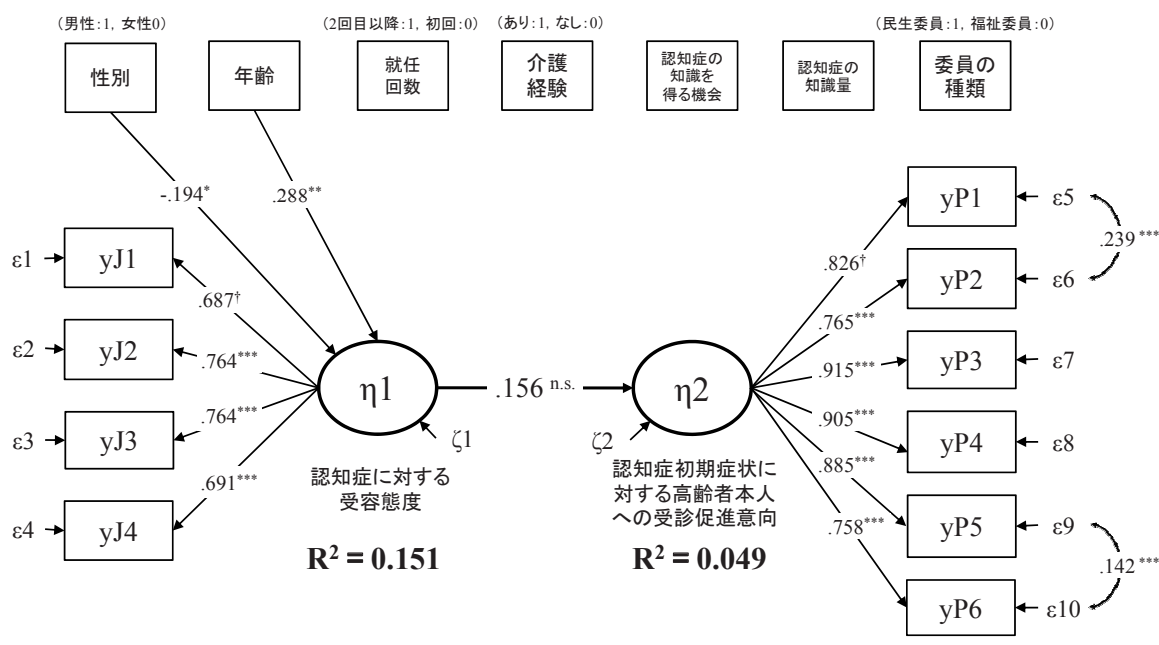 （男性：1, 女性0）
（2回目以降：1, 初回：0）
（あり：1, なし：0）
（民生委員：1, 福祉委員：0）
性別
年齢
就任
回数
介護
経験
認知症の
知識を
得る機会
認知症の
知識量
委員の
種類
-.194*
.288**
ε1
yJ1
.687†
ε2
yJ2
.764***
ε3
yJ3
.764***
ε4
yJ4
.691***
η1
ζ1
認知症に対する
受容態度
R² = 0.151
.156 n.s.
η2
ζ2
認知症初期症状に
対する高齢者本人
への受診促進意向
R² = 0.049
.826†
yP1
ε5
.239 ***
.765***
yP2
ε6
.915***
yP3
ε7
.905***
yP4
ε8
.885***
yP5
ε9
.142 ***
.758***
yP6
ε10